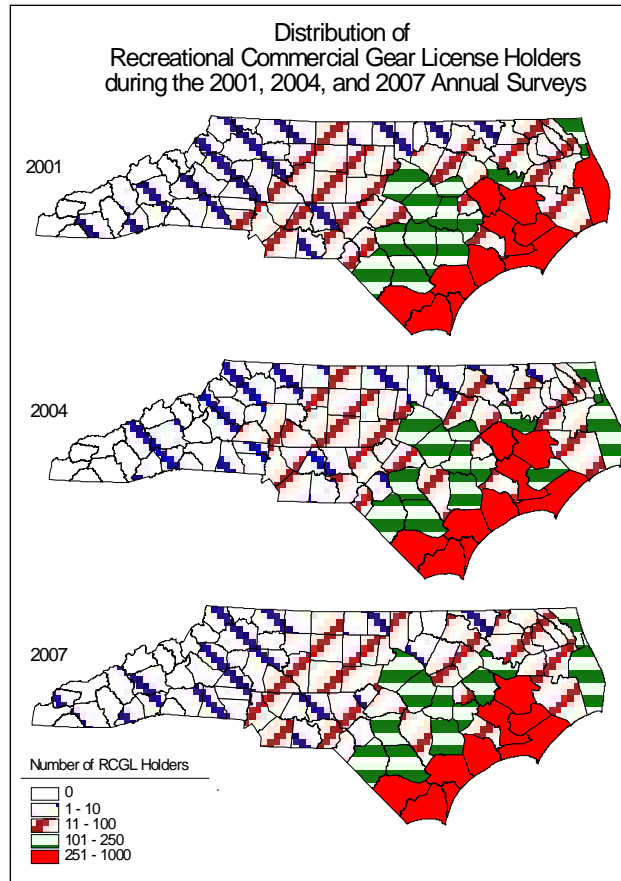 Distribution of
Recreational Commercial Gear License Holders
during the 2001, 2004, and 2007 Annual Surveys
2001
2004
2007
Number of RCGL Holders
0
1 - 10
11 - 100
101 - 250
251 - 1000